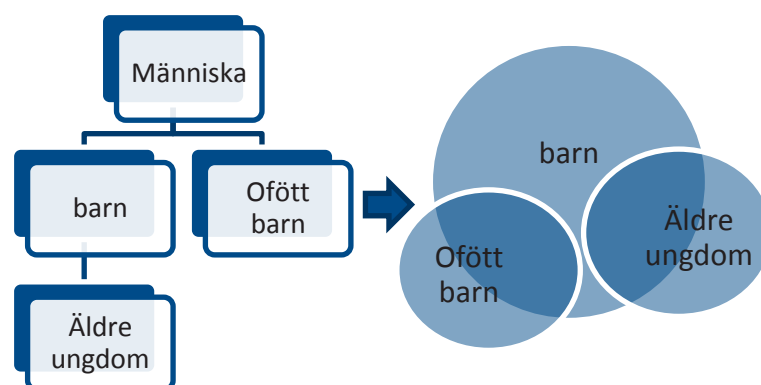 Människa
barn
Ofött
barn
Äldre
ungdom
barn
Ofött
barn
Äldre
ungdom